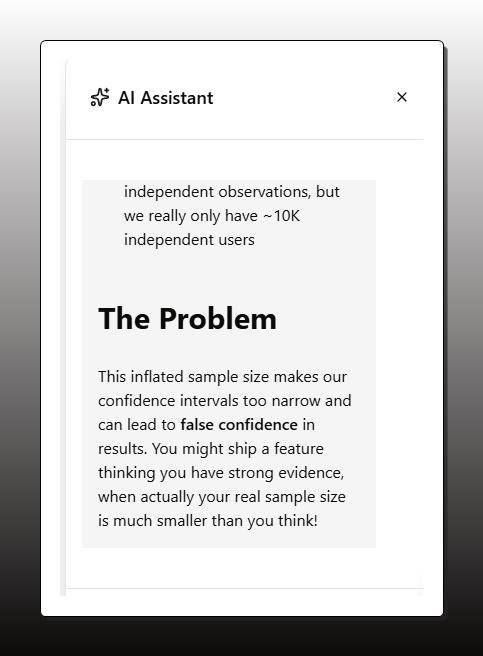 AI Assistant
independent observations, but
we really only have ~10K
independent users
The Problem
This inflated sample size makes our
confidence intervals too narrow and
can lead to false confidence in
results. You might ship a feature
thinking you have strong evidence,
when actually your real sample size
is much smaller than you think!